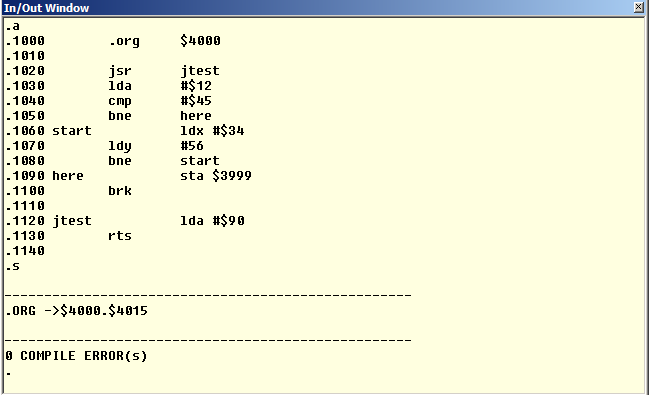 In/Out Window
.a
.1000        .org     $4000
.1010
.1020        jsr      jtest
.1030        lda      #$12
.1040        cmp      #$45
.1050        bne      here
.1060 start           ldx #$34
.1070        ldy      #56
.1080        bne      start
.1090 here            sta $3999
.1100        brk
.1110
.1120 jtest           lda #$90
.1130        rts
.1140
.s
----------------------------------------------------
.ORG ->$4000.$4015
----------------------------------------------------
0 COMPILE ERROR(s)
.